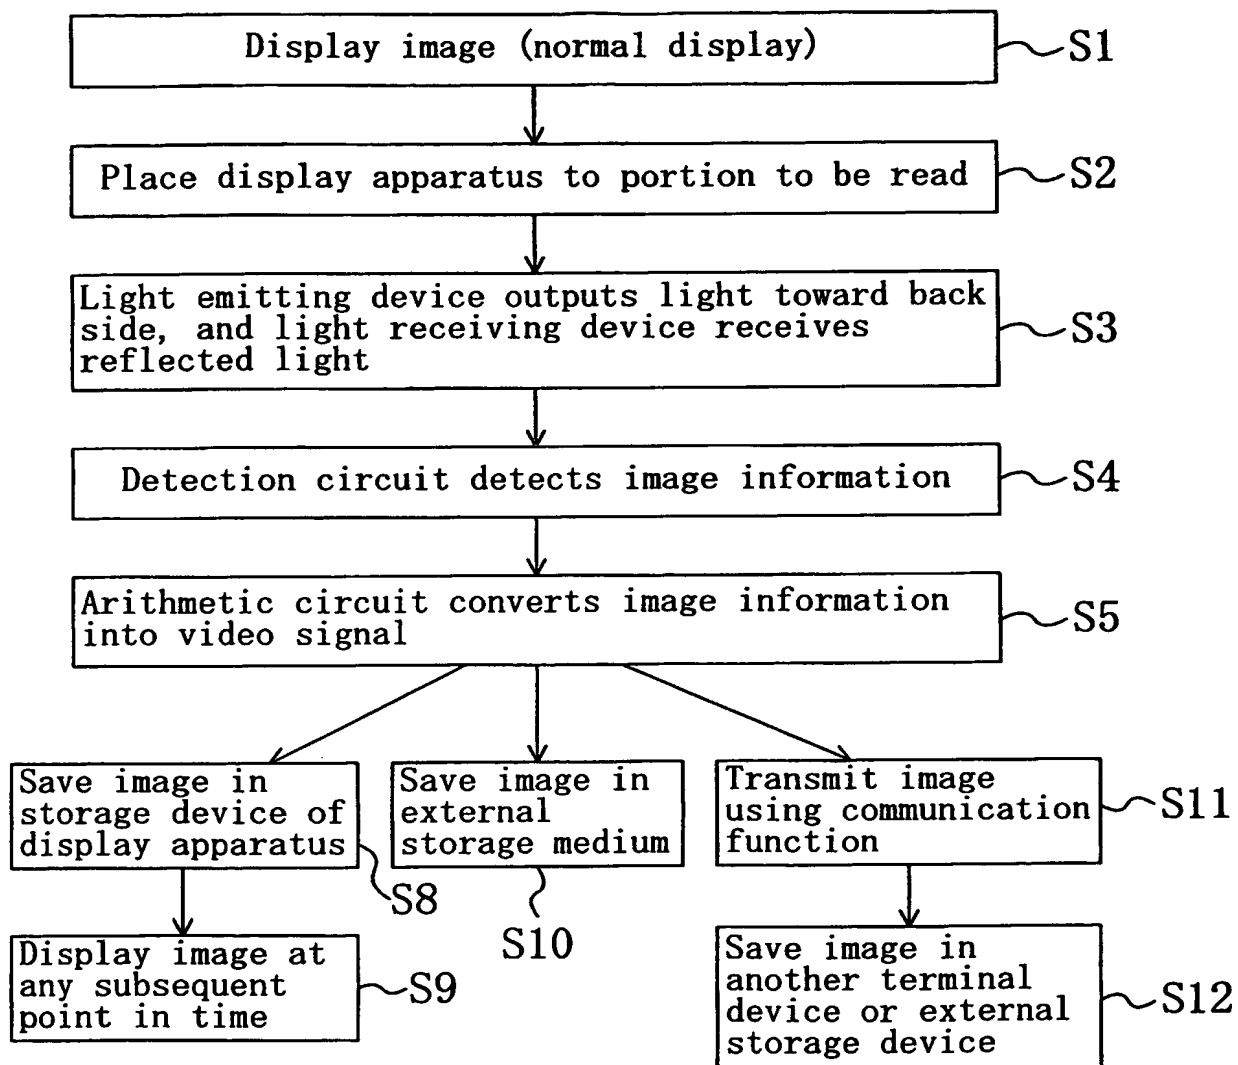 Display image (normal display)
S1
Place display apparatus to portion to be read
S2
Light emitting device outputs light toward back
side, and light receiving device receives
reflected light
S3
Detection circuit detects image information
S4
Arithmetic circuit converts image information
into video signal
S5
Save image in
storage device of
display apparatus
S8
Save image in
external
storage medium
S10
Transmit image
using communication
function
S11
Display image at
any subsequent
point in time
S9
Save image in
another terminal
device or external
storage device
S12